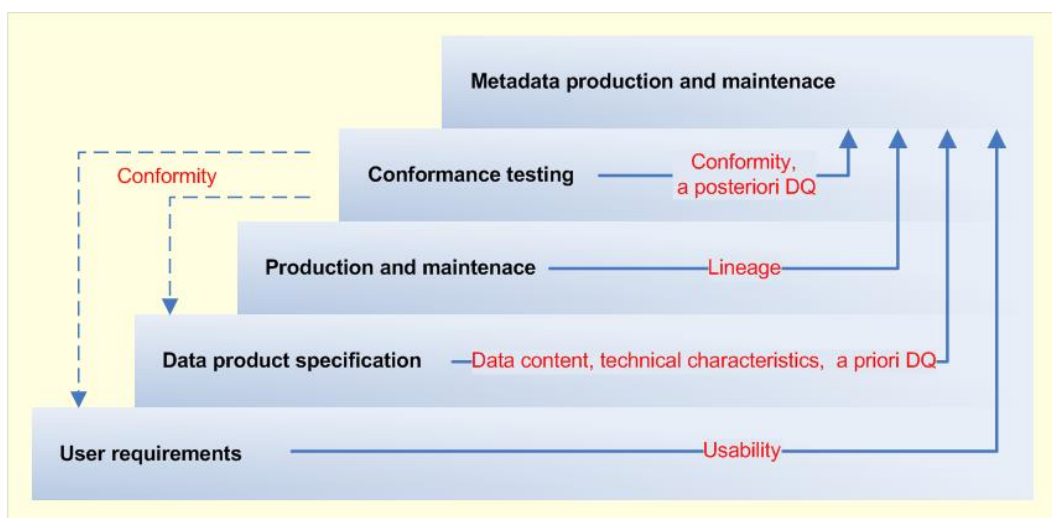 Metadata production and maintenace
Conformity
Conformance testing
Conformity,
a posteriori DQ
Production and maintenace
Lineage
Data product specification
Data content, technical characteristics, a priori DQ
User requirements
Usability